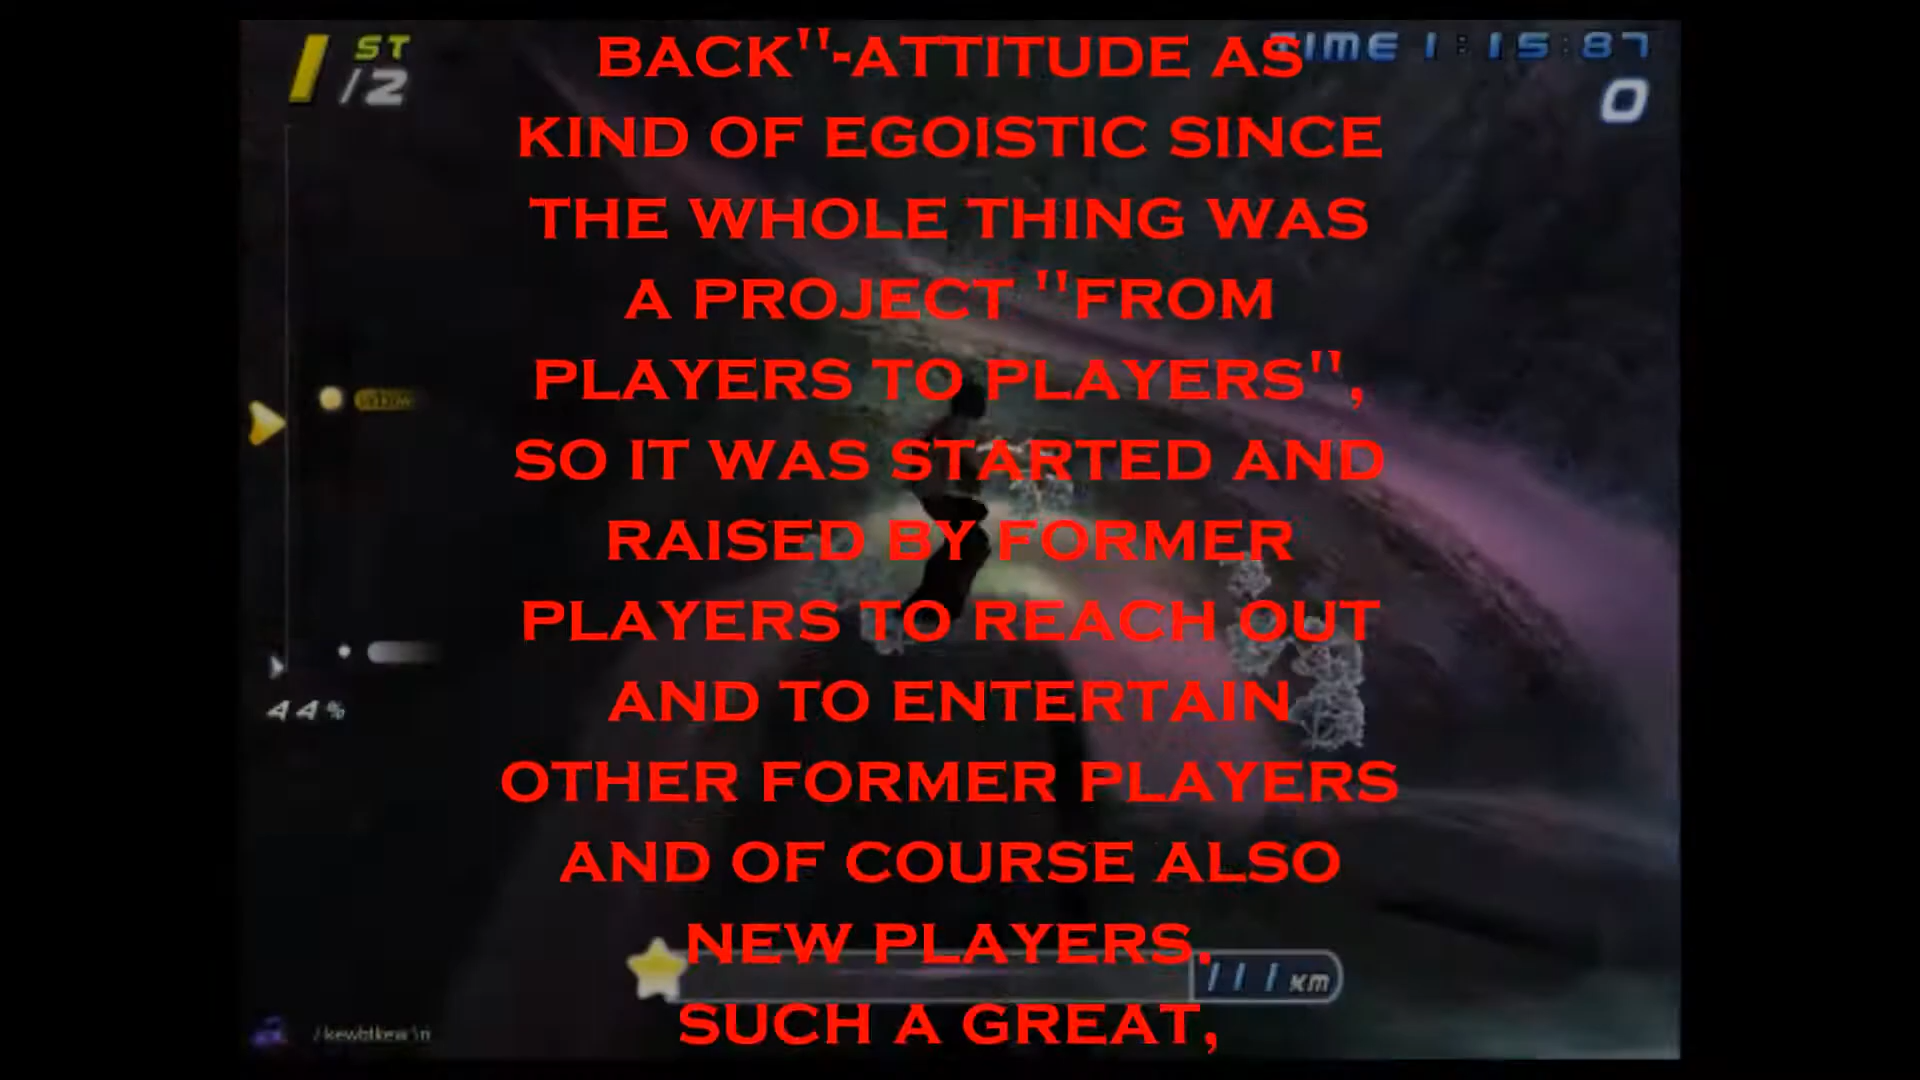 1 ST /2
TIME 1:15:87
0
BACK"-ATTITUDE AS
KIND OF EGOISTIC SINCE
THE WHOLE THING WAS
A PROJECT "FROM
PLAYERS TO PLAYERS",
SO IT WAS STARTED AND
RAISED BY FORMER
PLAYERS TO REACH OUT
AND TO ENTERTAIN
OTHER FORMER PLAYERS
AND OF COURSE ALSO
NEW PLAYERS.
SUCH A GREAT,
44%
111 KM